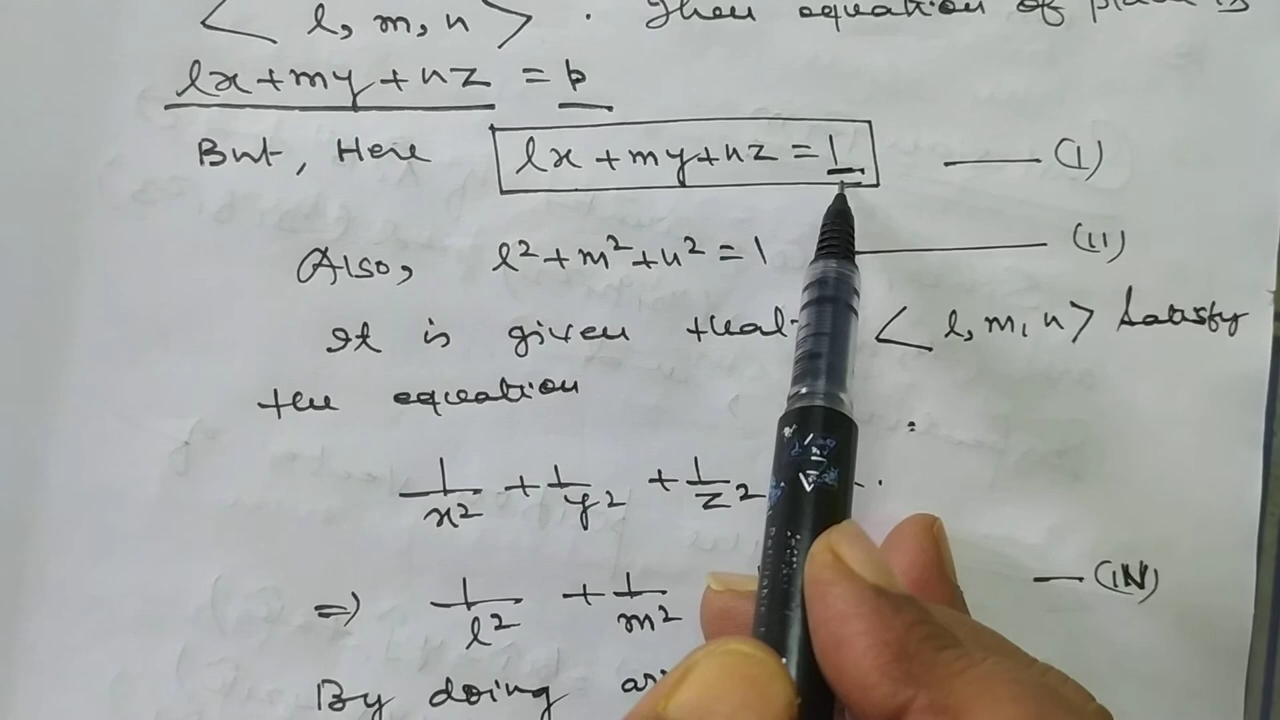 < l, m, n > . Then equation of plane is
lx + my + nz = p
But, Here lx + my + nz = 1 —— (I)
Also, l² + m² + n² = 1 —— (II)
It is given that < l, m, n > satisfy
the equation
1/x² + 1/y² + 1/z²
⇒ 1/l² + 1/m² — (IV)
By doing